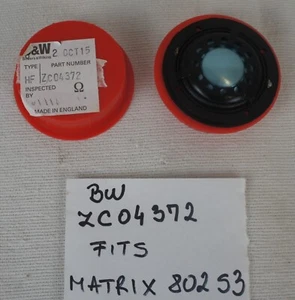 B&W
2 OCT 15
TYPE PART NUMBER
HF ZC04372
INSPECTED
BY Ω
MADE IN ENGLAND
BW
ZC04372
FITS
MATRIX 802 S3